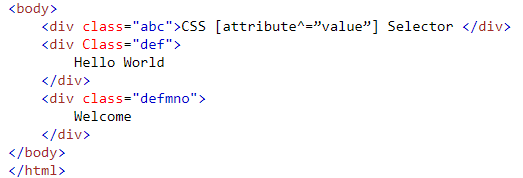 <body>
    <div class="abc">CSS [attribute^=”value”] Selector </div>
    <div Class="def">
        Hello World
    </div>
    <div class="defmno">
        Welcome
    </div>
</body>
</html>